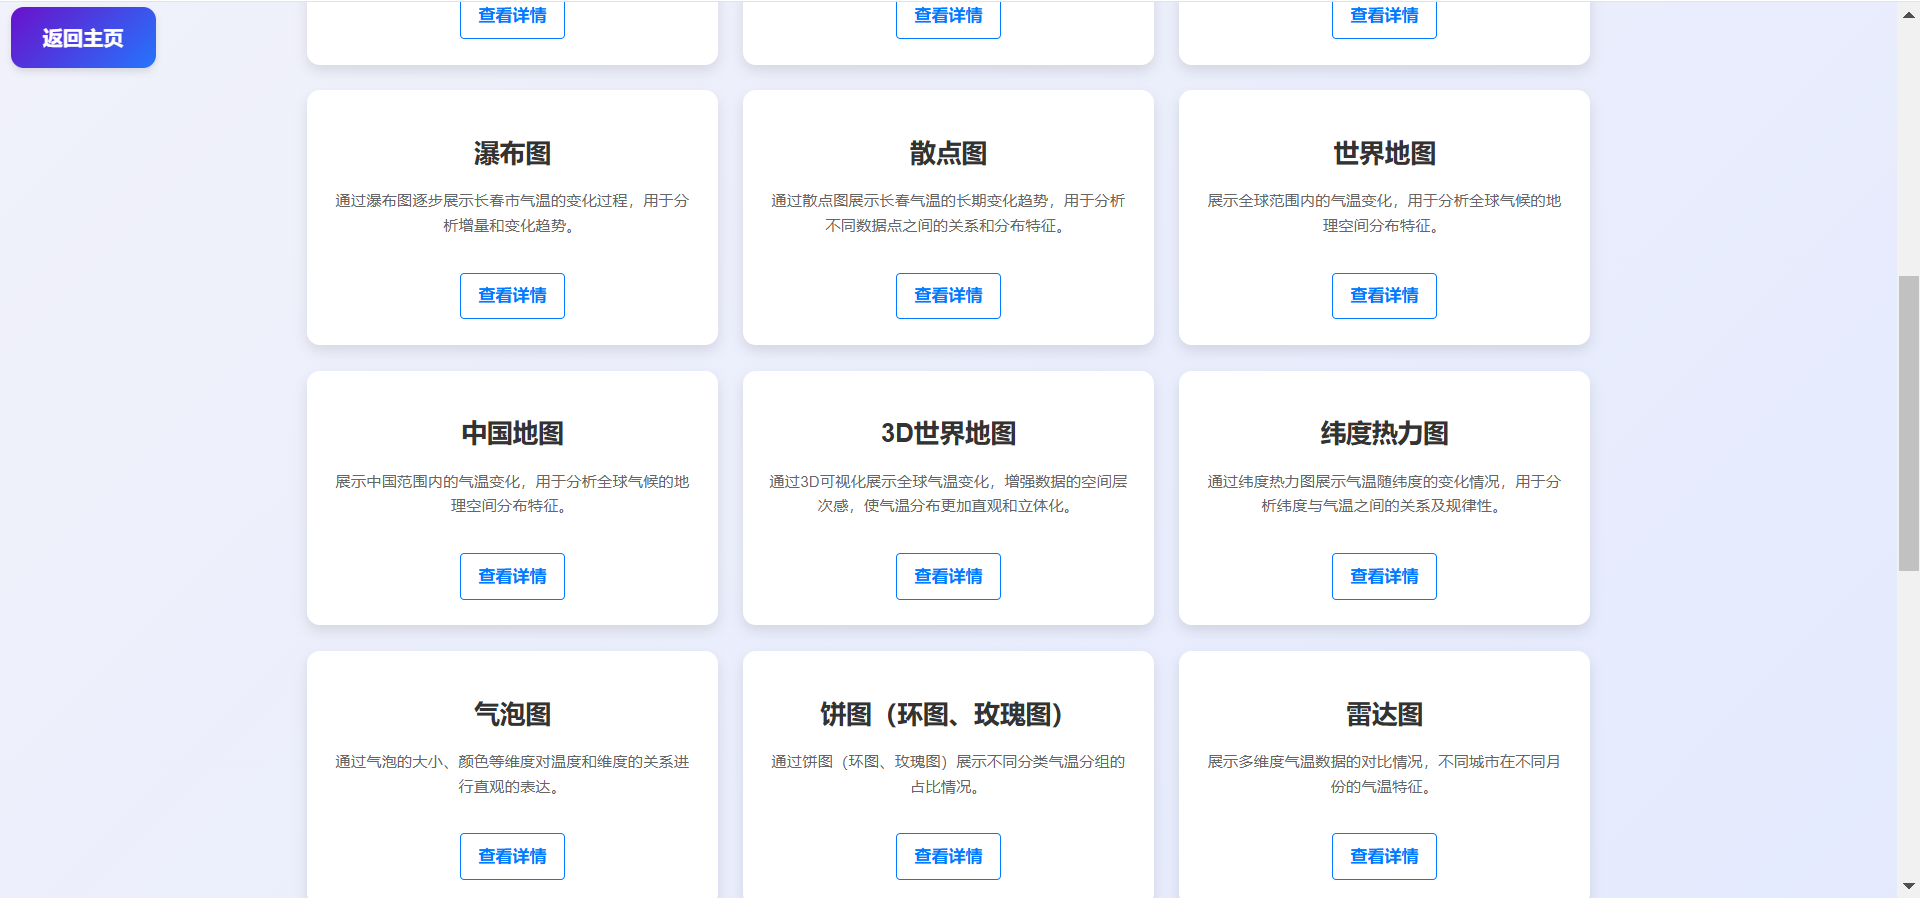 返回主页
查看详情
查看详情
查看详情
瀑布图
通过瀑布图逐步展示长春市气温的变化过程，用于分
析增量和变化趋势。
查看详情
散点图
通过散点图展示长春气温的长期变化趋势，用于分析
不同数据点之间的关系和分布特征。
查看详情
世界地图
展示全球范围内的气温变化，用于分析全球气候的地
理空间分布特征。
查看详情
中国地图
展示中国范围内的气温变化，用于分析全球气候的地
理空间分布特征。
查看详情
3D世界地图
通过3D可视化展示全球气温变化，增强数据的空间层
次感，使气温分布更加直观和立体化。
查看详情
纬度热力图
通过纬度热力图展示气温随纬度的变化情况，用于分
析纬度与气温之间的关系及规律性。
查看详情
气泡图
通过气泡的大小、颜色等维度对温度和维度的关系进
行直观的表达。
查看详情
饼图（环图、玫瑰图）
通过饼图（环图、玫瑰图）展示不同分类气温分组的
占比情况。
查看详情
雷达图
展示多维度气温数据的对比情况，不同城市在不同月
份的气温特征。
查看详情